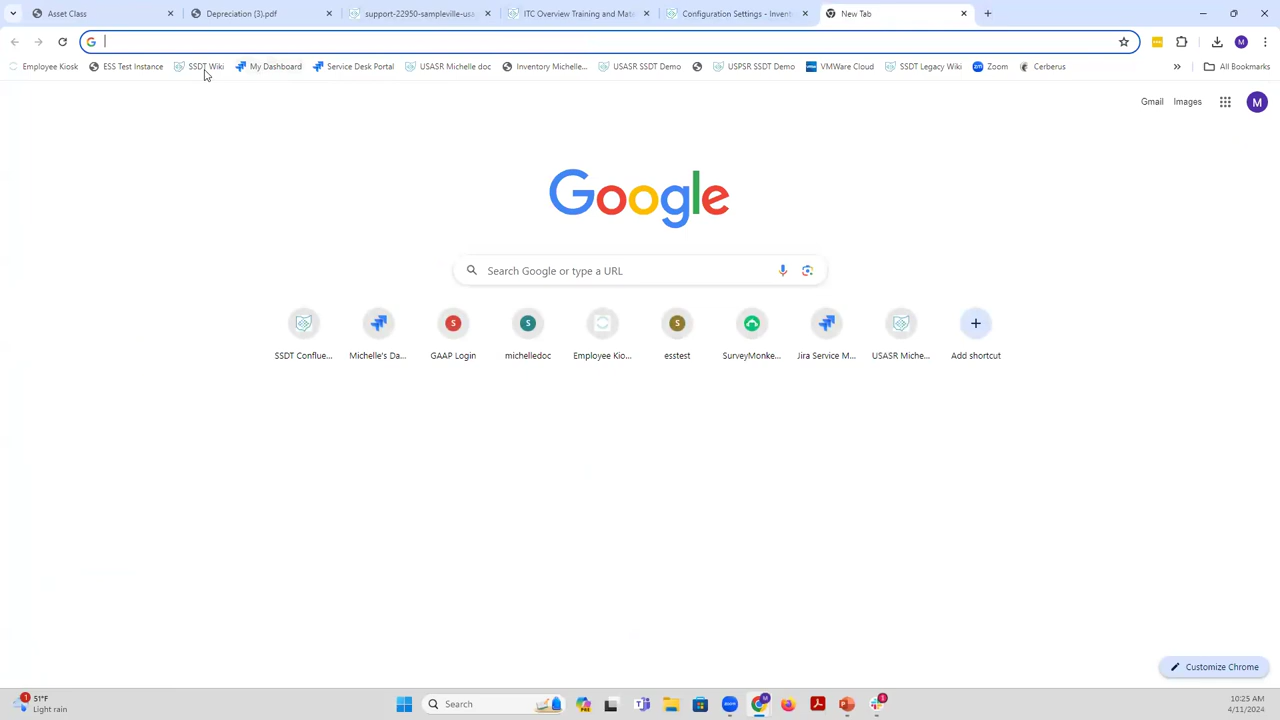 Asset Class
Depreciation (3).pdf
support-22950-sampleville-usa
ITC Overview Training and Mate
Configuration Settings - Invent
New Tab
Employee Kiosk
ESS Test Instance
SSDT Wiki
My Dashboard
Service Desk Portal
USASR Michelle doc
Inventory Michelle...
USASR SSDT Demo
USPSR SSDT Demo
VMWare Cloud
SSDT Legacy Wiki
Zoom
Cerberus
All Bookmarks
Gmail
Images
M
Google
Search Google or type a URL
SSDT Conflue...
Michelle's Da...
GAAP Login
michelledoc
Employee Kio...
esstest
SurveyMonke...
Jira Service M...
USASR Miche...
Add shortcut
Customize Chrome
51°F
Light rain
Search
10:25 AM
4/11/2024